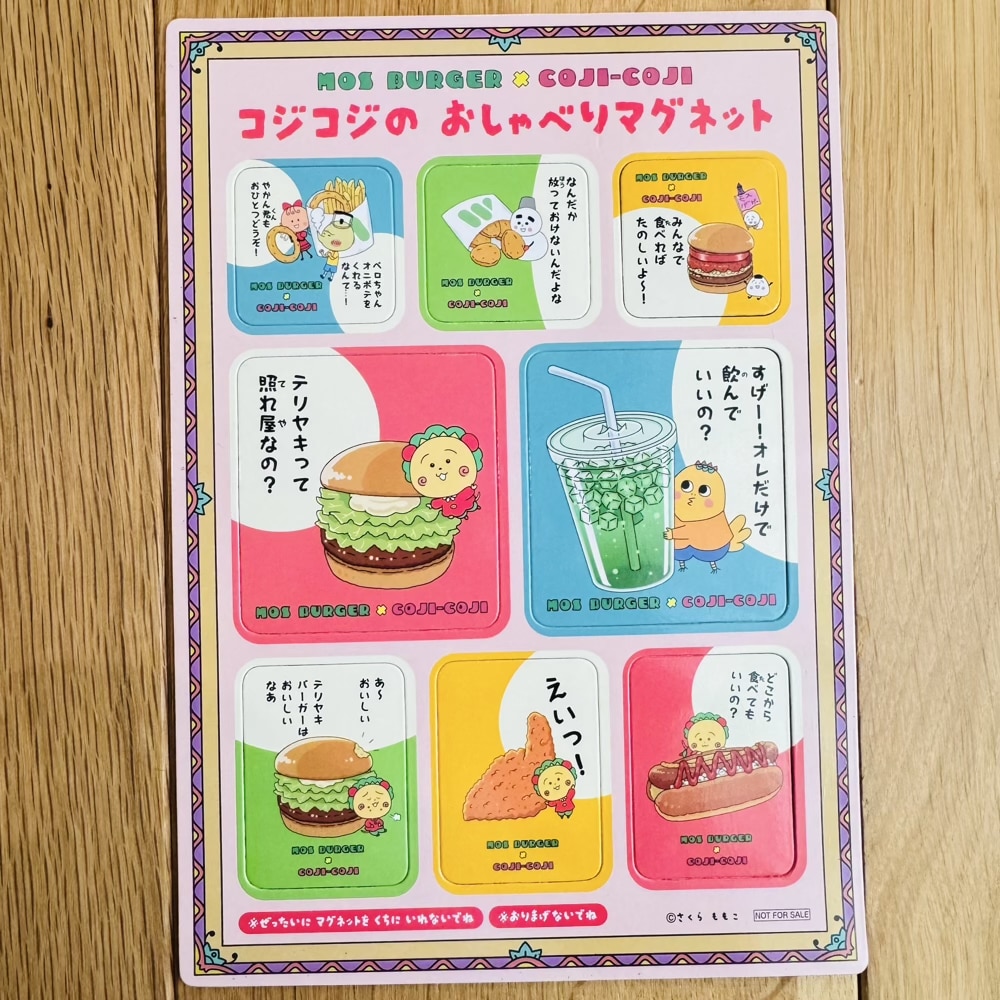 MOS BURGER × COJI-COJI
コジコジの おしゃべりマグネット
やかん君も
くん
おひとつどうぞ!
ペロちゃん
オニポテを
くれる
なんて…!
MOS BURGER
×
COJI-COJI
なんだか
放っておけないんだよな
ほう
MOS BURGER
×
COJI-COJI
MOS BURGER
×
COJI-COJI
みんなで
食べれば
た
たのしいよ〜!
テリヤキって
照れ屋なの?
て
や
MOS BURGER × COJI-COJI
すげー!オレだけで
飲んで
の
いいの?
MOS BURGER × COJI-COJI
あ〜
おいしい
テリヤキ
バーガーは
おいしい
なあ
MOS BURGER
×
COJI-COJI
えいっ!
MOS BURGER
×
COJI-COJI
どこから
食べても
た
いいの?
MOS BURGER
×
COJI-COJI
※ぜったいに マグネットを くちに いれないでね
※おりまげないでね
©さくら ももこ
NOT FOR SALE